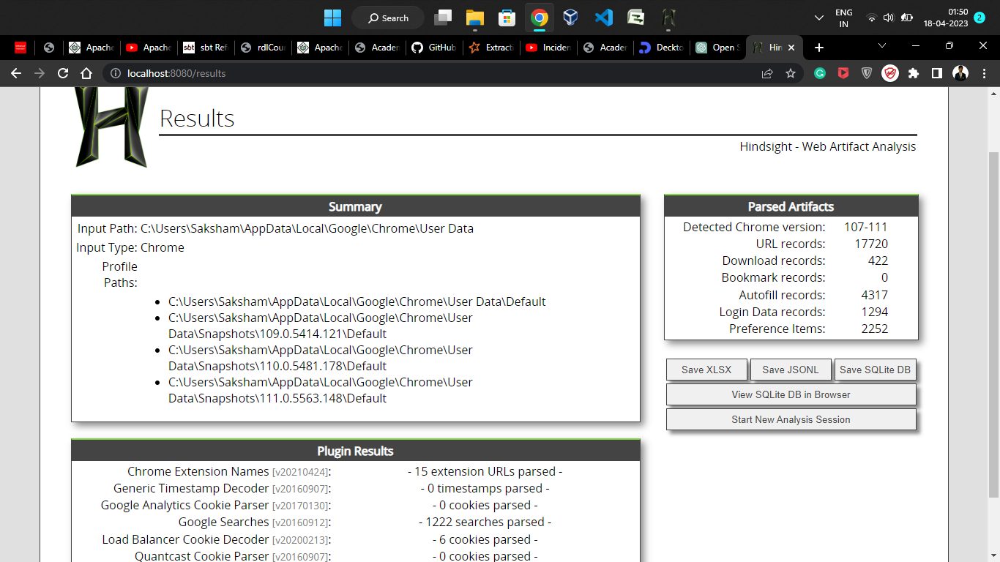 Search
ENG
IN
01:50
18-04-2023
2
Apache
Apache
sbt
sbt Refe
rdlCour
Apache
Academ
GitHub
Extracti
Inciden
Academ
Deckto
Open S
Hin
localhost:8080/results
Results
Hindsight - Web Artifact Analysis
Summary
Input Path: C:\Users\Saksham\AppData\Local\Google\Chrome\User Data
Input Type: Chrome
Profile
Paths:
C:\Users\Saksham\AppData\Local\Google\Chrome\User Data\Default
C:\Users\Saksham\AppData\Local\Google\Chrome\User
Data\Snapshots\109.0.5414.121\Default
C:\Users\Saksham\AppData\Local\Google\Chrome\User
Data\Snapshots\110.0.5481.178\Default
C:\Users\Saksham\AppData\Local\Google\Chrome\User
Data\Snapshots\111.0.5563.148\Default
Parsed Artifacts
Detected Chrome version: 107-111
URL records: 17720
Download records: 422
Bookmark records: 0
Autofill records: 4317
Login Data records: 1294
Preference Items: 2252
Save XLSX Save JSONL Save SQLite DB
View SQLite DB in Browser
Start New Analysis Session
Plugin Results
Chrome Extension Names [v20210424]: - 15 extension URLs parsed -
Generic Timestamp Decoder [v20160907]: - 0 timestamps parsed -
Google Analytics Cookie Parser [v20170130]: - 0 cookies parsed -
Google Searches [v20160912]: - 1222 searches parsed -
Load Balancer Cookie Decoder [v20200213]: - 6 cookies parsed -
Quantcast Cookie Parser [v20160907]: - 0 cookies parsed -